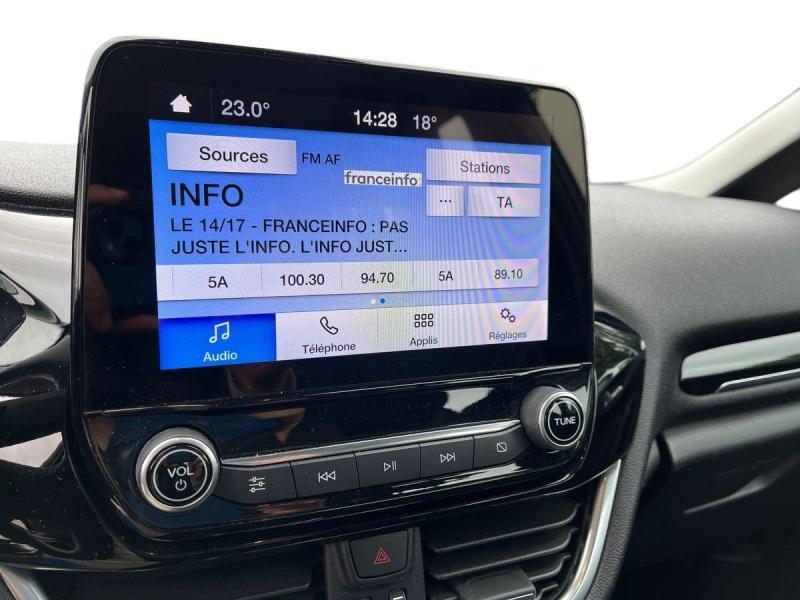 23.0° 14:28 18°
Sources FM AF Stations
franceinfo:
INFO ... TA
LE 14/17 - FRANCEINFO : PAS
JUSTE L'INFO. L'INFO JUST...
5A 100.30 94.70 5A 89.10
Audio Téléphone Applis Réglages
VOL TUNE